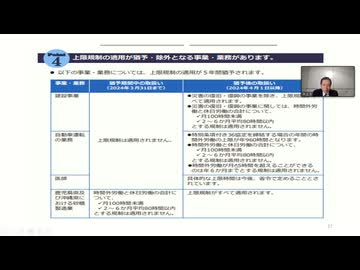 Point
4
上限規制の適用が猶予・除外となる事業・業務があります。
● 以下の事業・業務については、上限規制の適用が５年間猶予されます。
事業・業務
猶予期間中の取扱い
（2024年３月31日まで）
猶予後の取扱い
（2024年４月１日以降）
建設事業
上限規制は適用されません。
●災害の復旧・復興の事業を除き、上限規制がす
べて適用されます。
●災害の復旧・復興の事業に関しては、時間外労
働と休日労働の合計について、
✓月100時間未満
✓２～６か月平均80時間以内
とする規制は適用されません。
自動車運転
の業務
●特別条項付き36協定を締結する場合の年間の時
間外労働の上限が年960時間となります。
●時間外労働と休日労働の合計について、
✓月100時間未満
✓２～６か月平均80時間以内
とする規制は適用されません。
●時間外労働が月45時間を超えることができる
のは年６か月までとする規制は適用されません。
医師
具体的な上限時間は今後、省令で定めることとさ
れています。
鹿児島県及
び沖縄県に
おける砂糖
製造業
時間外労働と休日労働の合計に
ついて、
✓月100時間未満
✓２～６か月平均80時間以内
とする規制は適用されません。
上限規制がすべて適用されます。